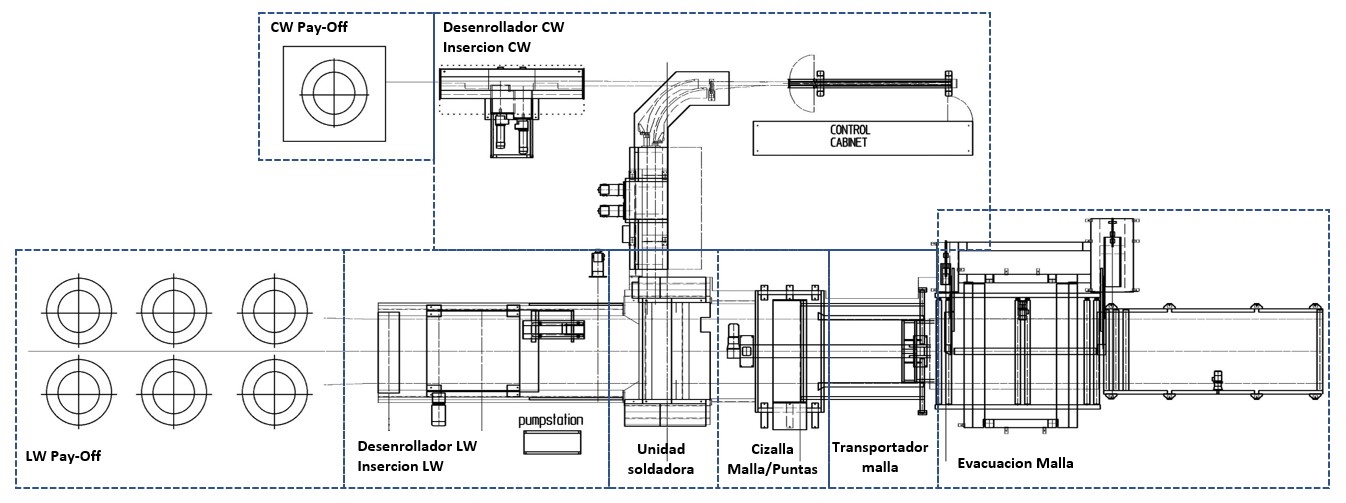 CW Pay-Off
Desenrollador CW
Insercion CW
CONTROL
CABINET
LW Pay-Off
Desenrollador LW
Insercion LW
pumpstation
Unidad
soldadora
Cizalla
Malla/Puntas
Transportador
malla
Evacuacion Malla